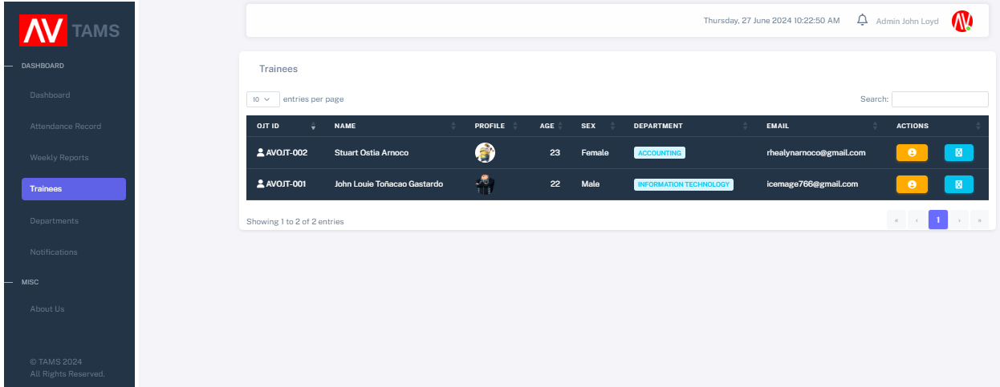 AV TAMS
DASHBOARD
Dashboard
Attendance Record
Weekly Reports
Trainees
Departments
Notifications
MISC
About Us
© TAMS 2024
All Rights Reserved.
Thursday, 27 June 2024 10:22:50 AM Admin John Loyd
Trainees
10 entries per page Search:
OJT ID NAME PROFILE AGE SEX DEPARTMENT EMAIL ACTIONS
AVOJT-002 Stuart Ostia Arnoco 23 Female ACCOUNTING rhealynarnoco@gmail.com
AVOJT-001 John Louie Toñacao Gastardo 22 Male INFORMATION TECHNOLOGY icemage766@gmail.com
Showing 1 to 2 of 2 entries « ‹ 1 › »